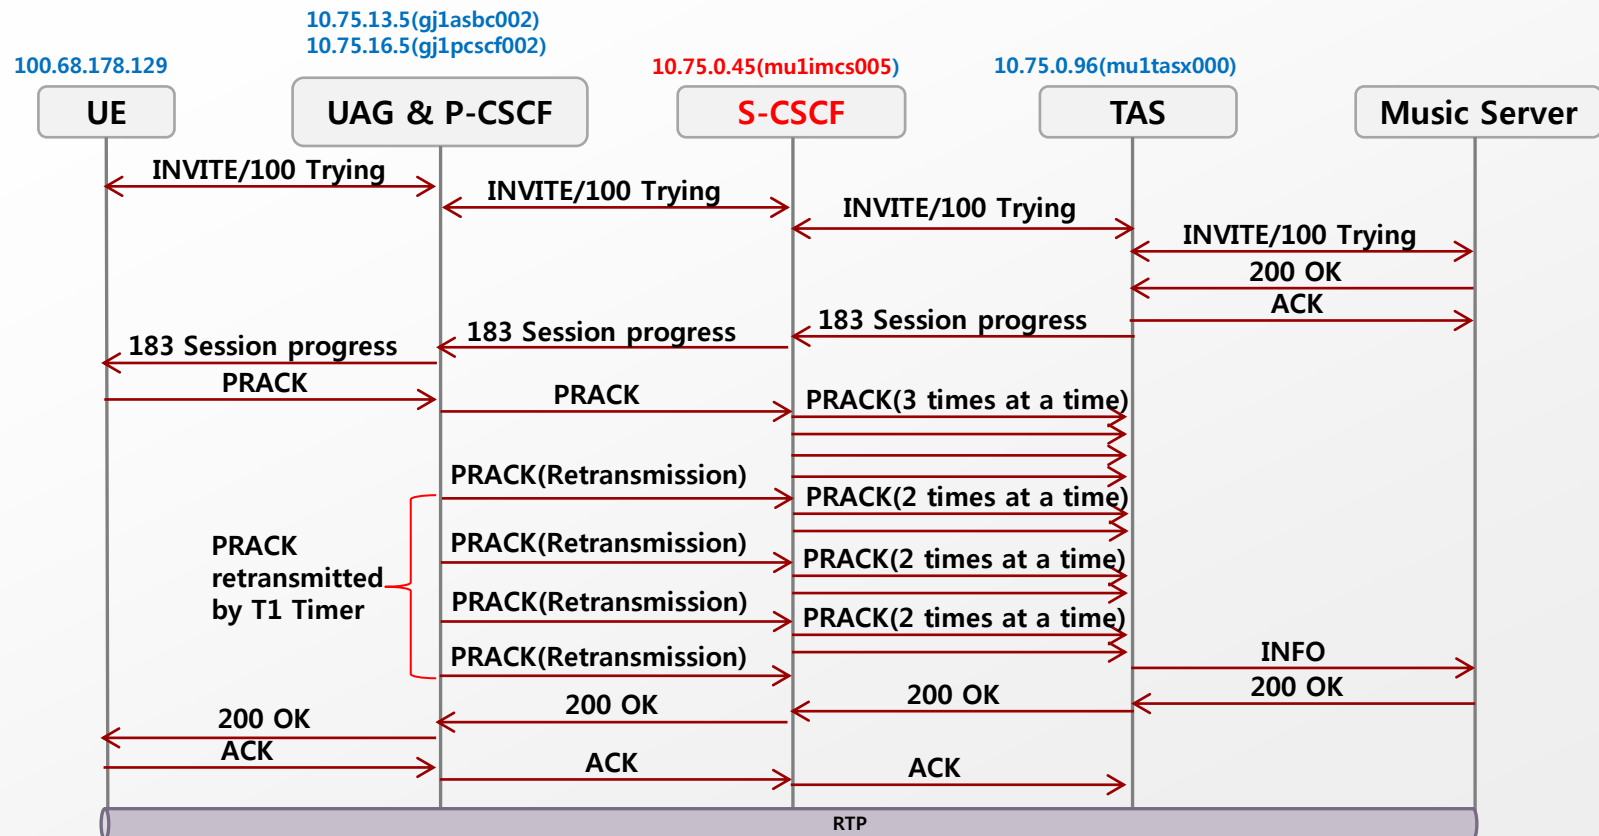 10.75.13.5(gj1asbc002)
10.75.16.5(gj1pcscf002)
100.68.178.129
10.75.0.45(mu1imcs005)
10.75.0.96(mu1tasx000)
UE
UAG & P-CSCF
S-CSCF
TAS
Music Server
INVITE/100 Trying
INVITE/100 Trying
INVITE/100 Trying
INVITE/100 Trying
200 OK
ACK
183 Session progress
183 Session progress
183 Session progress
PRACK
PRACK
PRACK(3 times at a time)
PRACK(Retransmission)
PRACK(2 times at a time)
PRACK(Retransmission)
PRACK(2 times at a time)
PRACK
retransmitted
by T1 Timer
PRACK(Retransmission)
PRACK(2 times at a time)
PRACK(Retransmission)
INFO
200 OK
200 OK
200 OK
200 OK
ACK
ACK
ACK
RTP